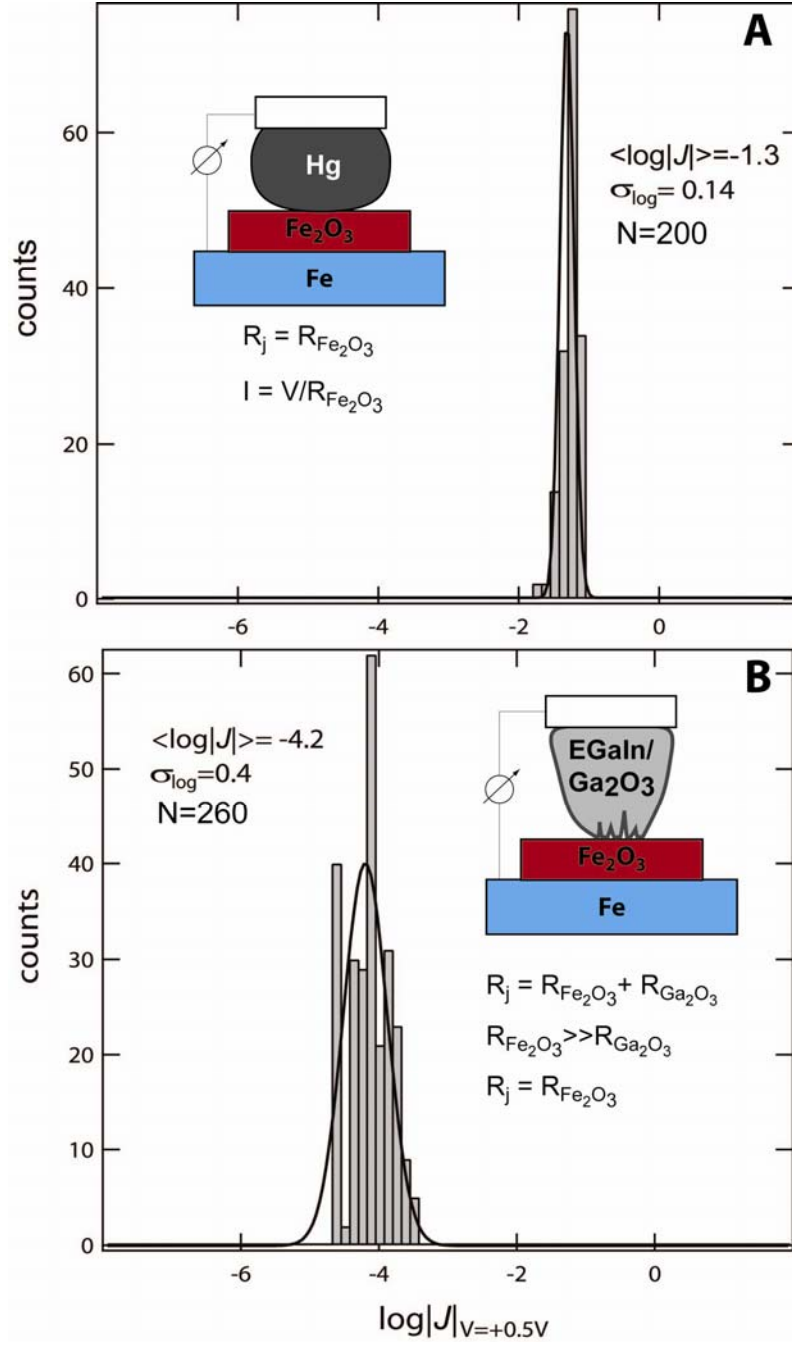 A
60
40
20
0
counts
Hg
Fe₂O₃
Fe
<log|J|>=-1.3
σlog= 0.14
N=200
Rj = RFe₂O₃
I = V/RFe₂O₃
-6 -4 -2 0
B
60
50
40
30
20
10
0
counts
<log|J|>= -4.2
σlog=0.4
N=260
EGaIn/
Ga₂O₃
Fe₂O₃
Fe
Rj = RFe₂O₃+ RGa₂O₃
RFe₂O₃>>RGa₂O₃
Rj = RFe₂O₃
-6 -4 -2 0
log|J|V=+0.5V